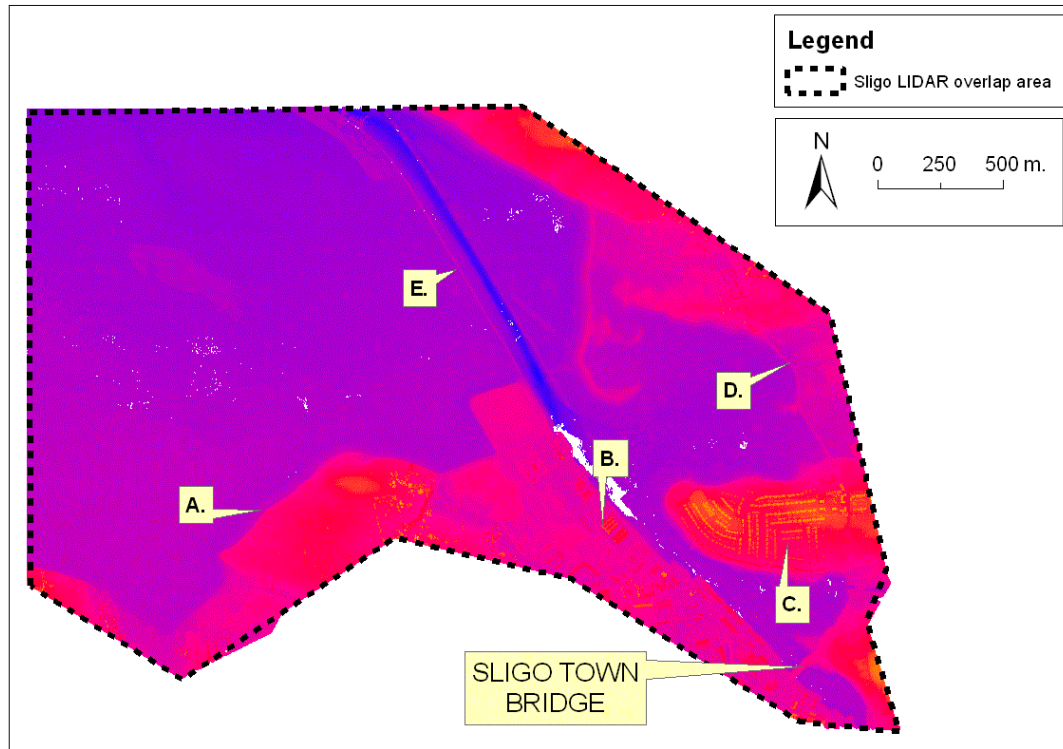 Legend
Sligo LIDAR overlap area
N
0 250 500 m.
E.
D.
B.
A.
C.
SLIGO TOWN
BRIDGE